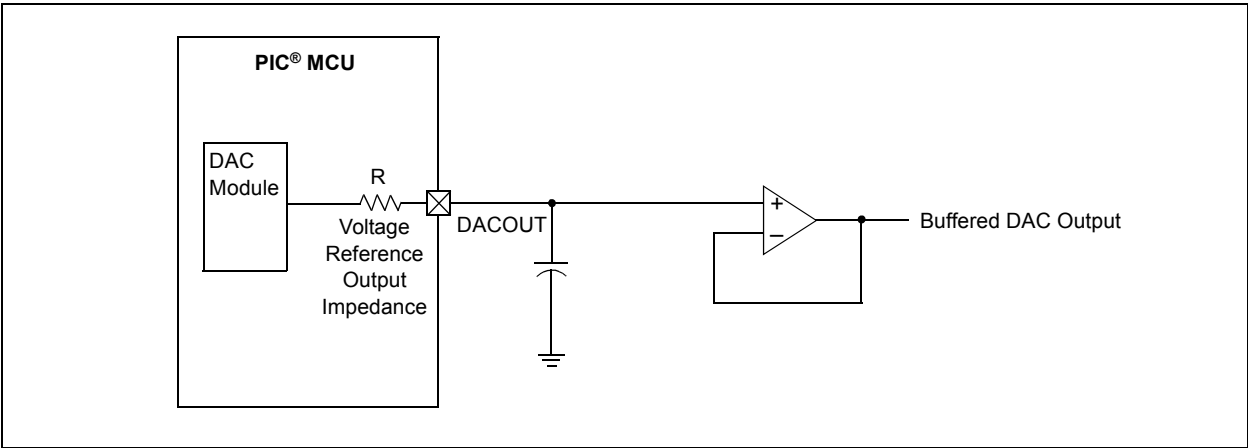 PIC® MCU
DAC
Module
R
Voltage
Reference
Output
Impedance
DACOUT
+
–
Buffered DAC Output